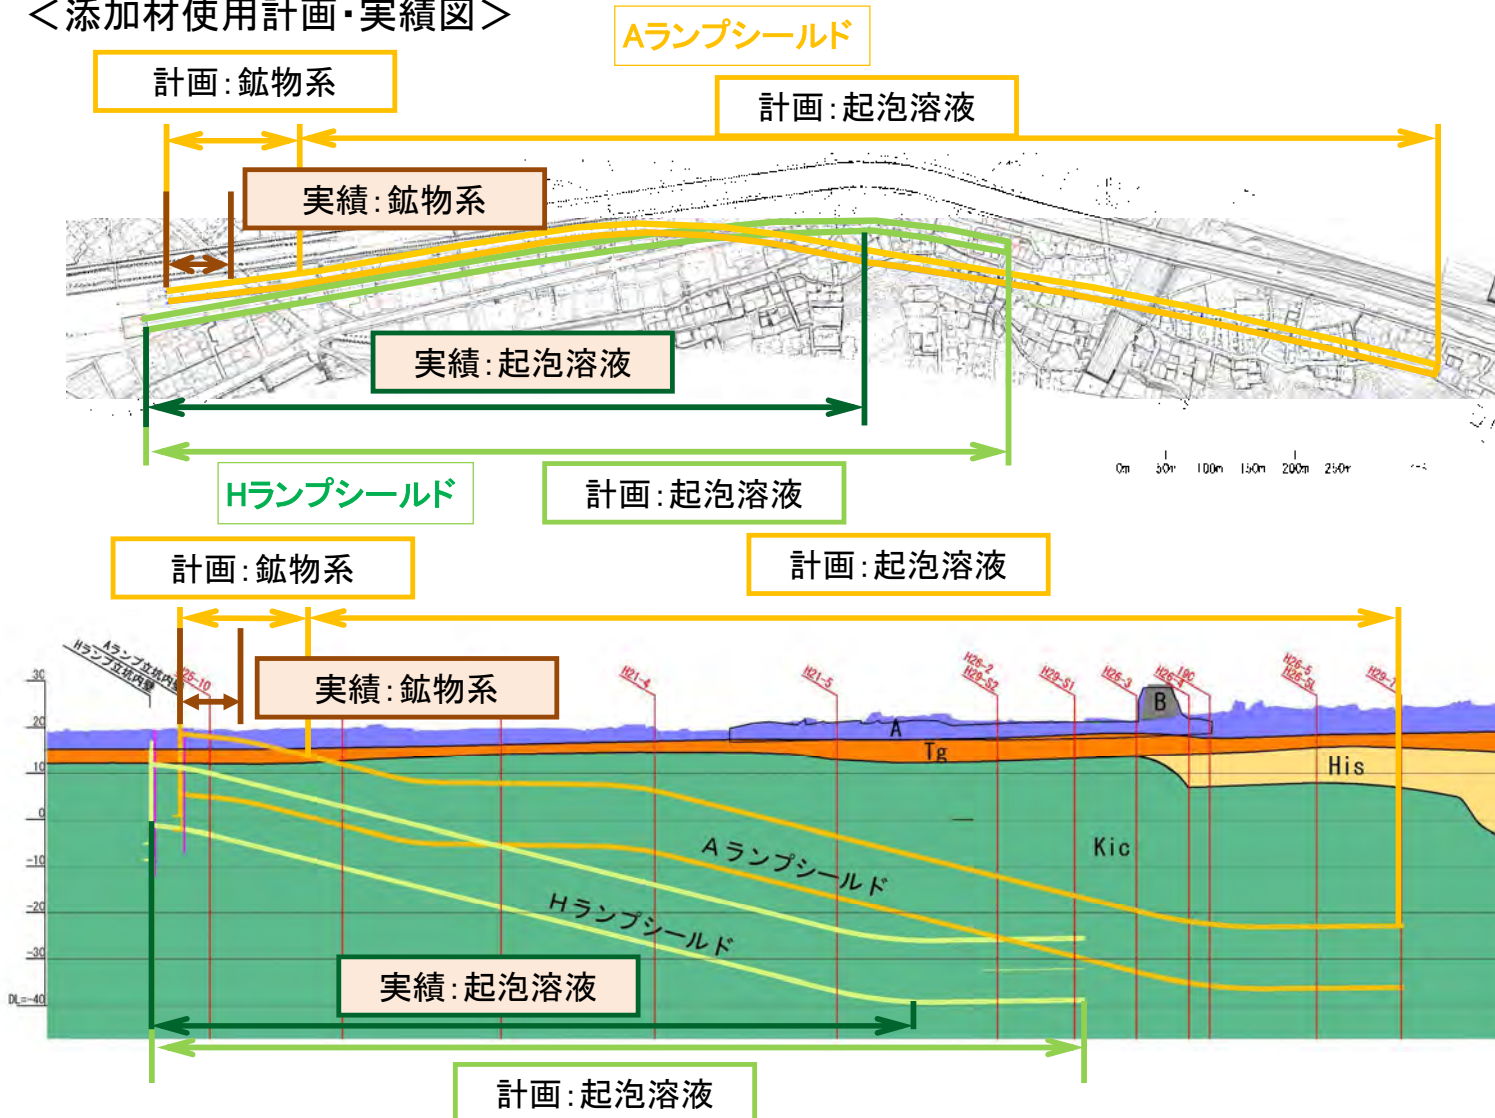 ＜添加材使用計画・実績図＞
Aランプシールド
計画：鉱物系
計画：起泡溶液
実績：鉱物系
実績：起泡溶液
Hランプシールド
計画：起泡溶液
0m 50m 100m 150m 200m 250m
計画：鉱物系
計画：起泡溶液
Aランプ立坑内壁
Hランプ立坑内壁
H25-10
実績：鉱物系
H21-4
H21-5
H26-2
H29-S2
H29-S1
H26-3
H26-4
190
H26-5
H26-SL
30
20
10
0
-10
-20
-30
DL=-40
A
B
Tg
His
Kic
Aランプシールド
Hランプシールド
実績：起泡溶液
計画：起泡溶液